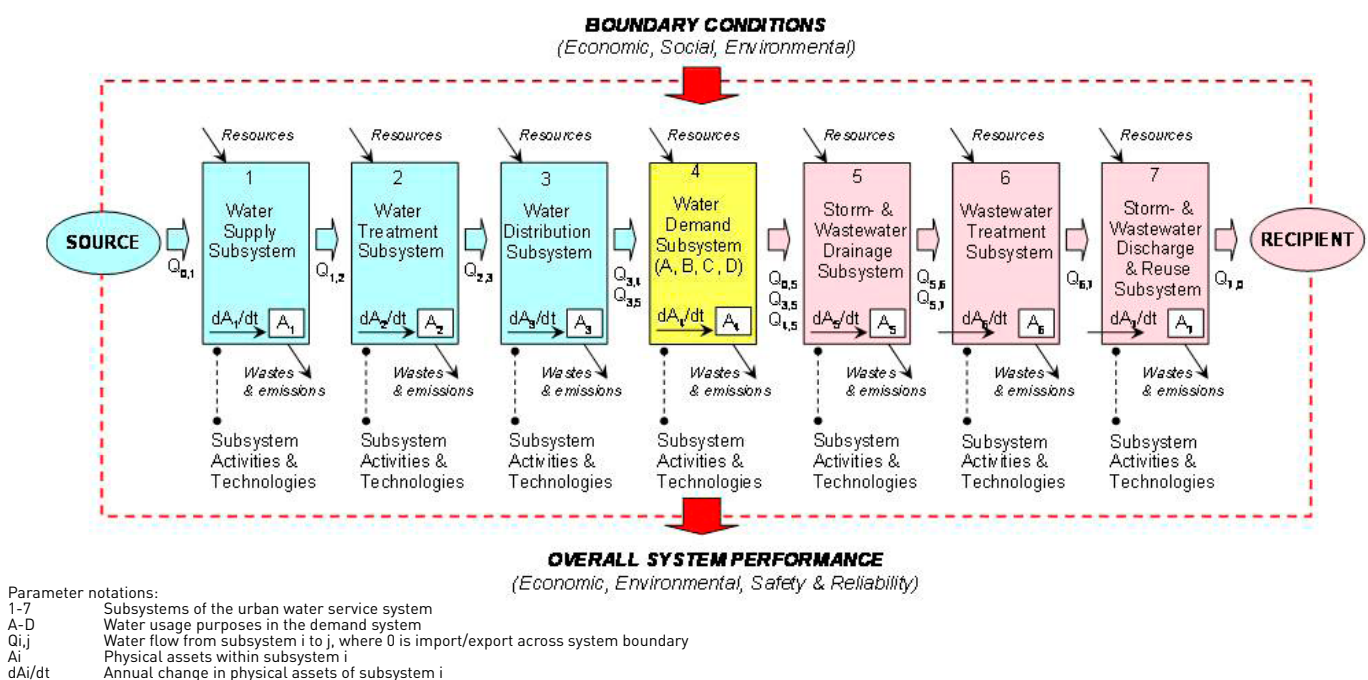 BOUNDARY CONDITIONS
(Economic, Social, Environmental)
Resources
Resources
Resources
Resources
Resources
Resources
Resources
SOURCE
Q0,1
1
Water
Supply
Subsystem
dA1/dt
A1
Q1,2
2
Water
Treatment
Subsystem
dA2/dt
A2
Q2,3
3
Water
Distribution
Subsystem
dA3/dt
A3
Q3,4
Q3,5
4
Water
Demand
Subsystem
(A, B, C, D)
dA4/dt
A4
Q0,5
Q3,5
Q4,5
5
Storm- &
Wastewater
Drainage
Subsystem
dA5/dt
A5
Q5,6
Q5,7
6
Wastewater
Treatment
Subsystem
dA6/dt
A6
Q6,7
7
Storm- &
Wastewater
Discharge
& Reuse
Subsystem
dA7/dt
A7
Q7,0
RECIPIENT
Wastes
& emissions
Wastes
& emissions
Wastes
& emissions
Wastes
& emissions
Wastes
& emissions
Wastes
& emissions
Wastes
& emissions
Subsystem
Activities &
Technologies
Subsystem
Activities &
Technologies
Subsystem
Activities &
Technologies
Subsystem
Activities &
Technologies
Subsystem
Activities &
Technologies
Subsystem
Activities &
Technologies
Subsystem
Activities &
Technologies
OVERALL SYSTEM PERFORMANCE
(Economic, Environmental, Safety & Reliability)
Parameter notations:
1-7 Subsystems of the urban water service system
A-D Water usage purposes in the demand system
Qi,j Water flow from subsystem i to j, where 0 is import/export across system boundary
Ai Physical assets within subsystem i
dAi/dt Annual change in physical assets of subsystem i